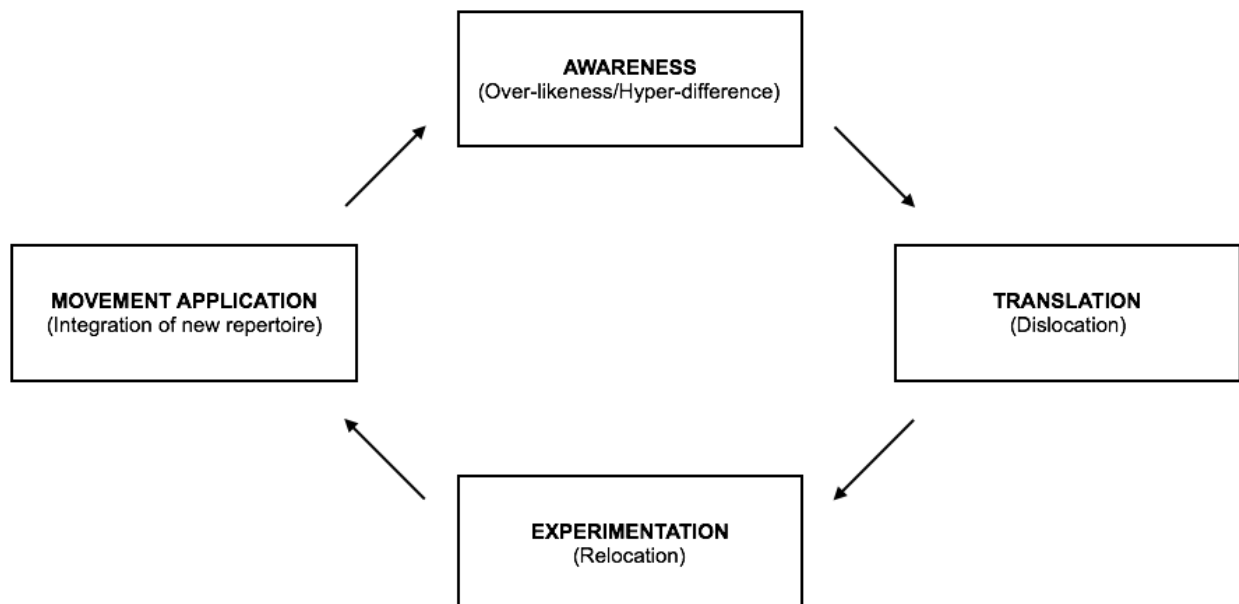 AWARENESS
(Over-likeness/Hyper-difference)
MOVEMENT APPLICATION
(Integration of new repertoire)
TRANSLATION
(Dislocation)
EXPERIMENTATION
(Relocation)